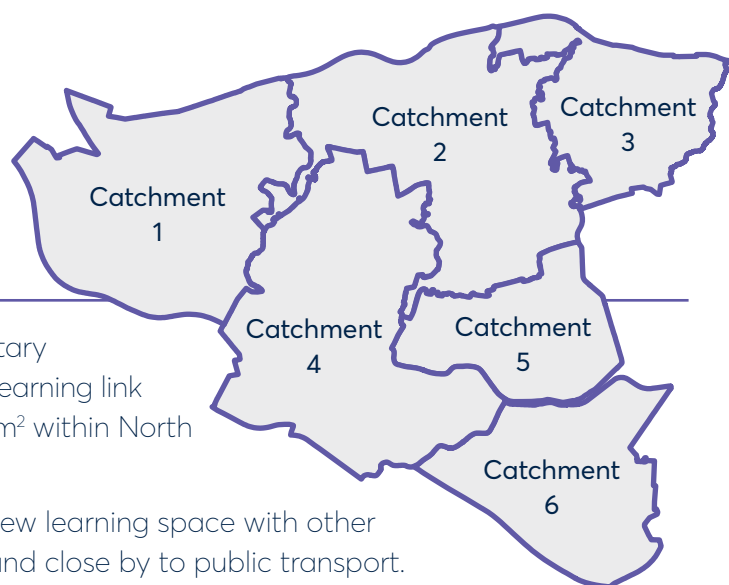 Catchment
3
Catchment
2
Catchment
1
Catchment
4
Catchment
5
earning link
m² within North
Catchment
6
ew learning space with other
nd close by to public transport.